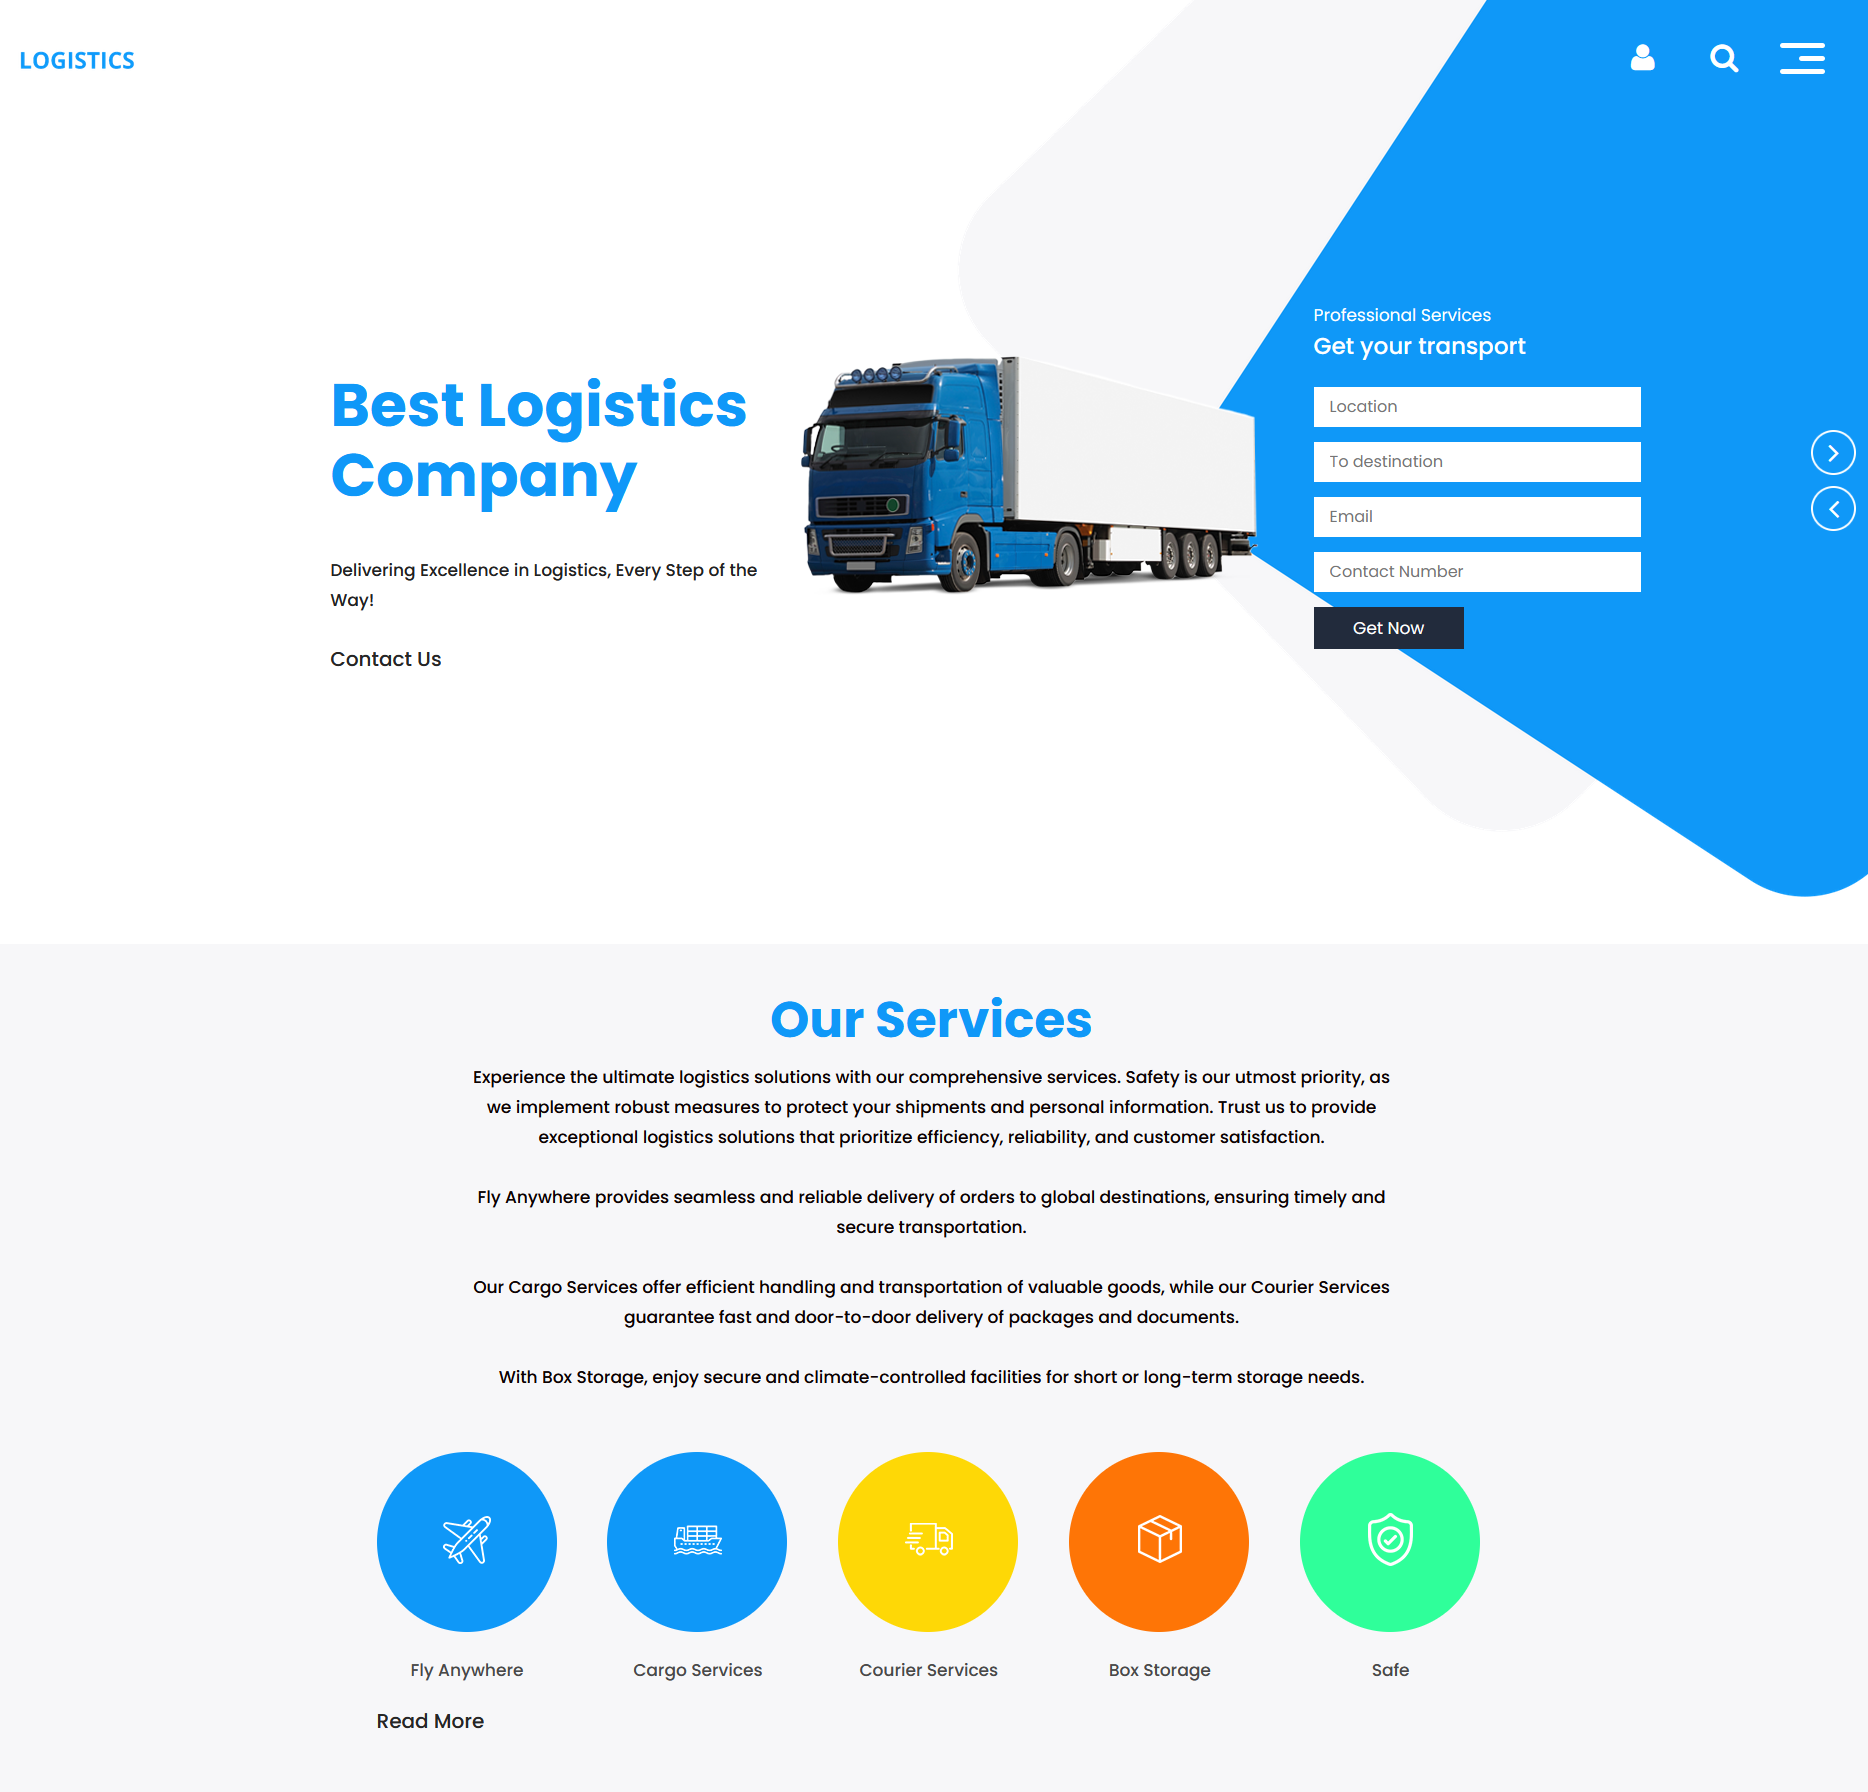 LOGISTICS
Best Logistics
Company
Delivering Excellence in Logistics, Every Step of the
Way!
Contact Us
Professional Services
Get your transport
Location
To destination
Email
Contact Number
Get Now
Our Services
Experience the ultimate logistics solutions with our comprehensive services. Safety is our utmost priority, as
we implement robust measures to protect your shipments and personal information. Trust us to provide
exceptional logistics solutions that prioritize efficiency, reliability, and customer satisfaction.
Fly Anywhere provides seamless and reliable delivery of orders to global destinations, ensuring timely and
secure transportation.
Our Cargo Services offer efficient handling and transportation of valuable goods, while our Courier Services
guarantee fast and door-to-door delivery of packages and documents.
With Box Storage, enjoy secure and climate-controlled facilities for short or long-term storage needs.
Fly Anywhere
Cargo Services
Courier Services
Box Storage
Safe
Read More